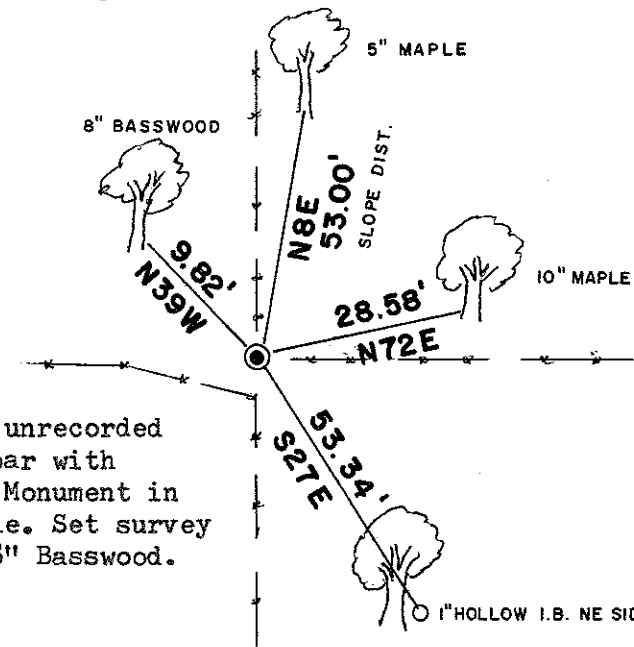 5" MAPLE
8" BASSWOOD
N8E
53.00'
SLOPE DIST.
9.82'
N39W
10" MAPLE
28.58'
N72E
53.34'
S27E
unrecorded
bar with
Monument in
Set survey
Basswood.
1" HOLLOW I.B. NE